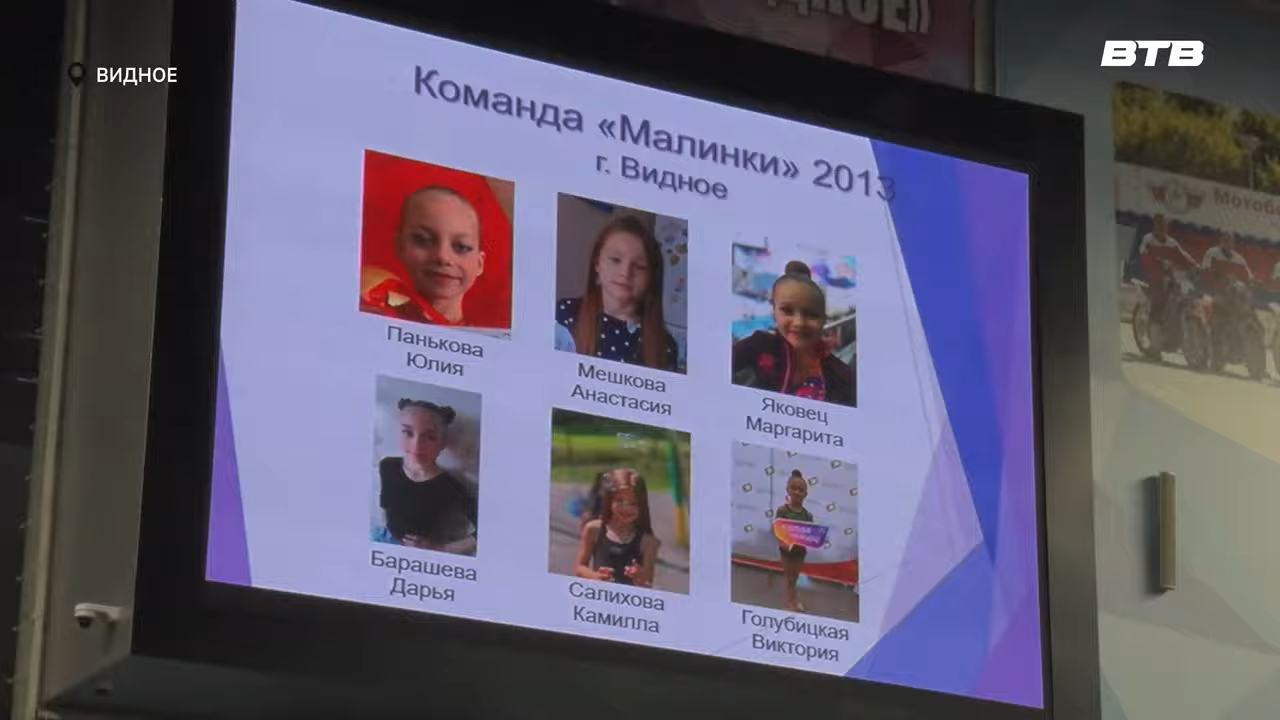 ВИДНОЕ
ВТВ
Команда «Малинки» 2013
г. Видное
Панькова
Юлия
Мешкова
Анастасия
Яковец
Маргарита
Барашева
Дарья
Салихова
Камилла
Голубицкая
Виктория